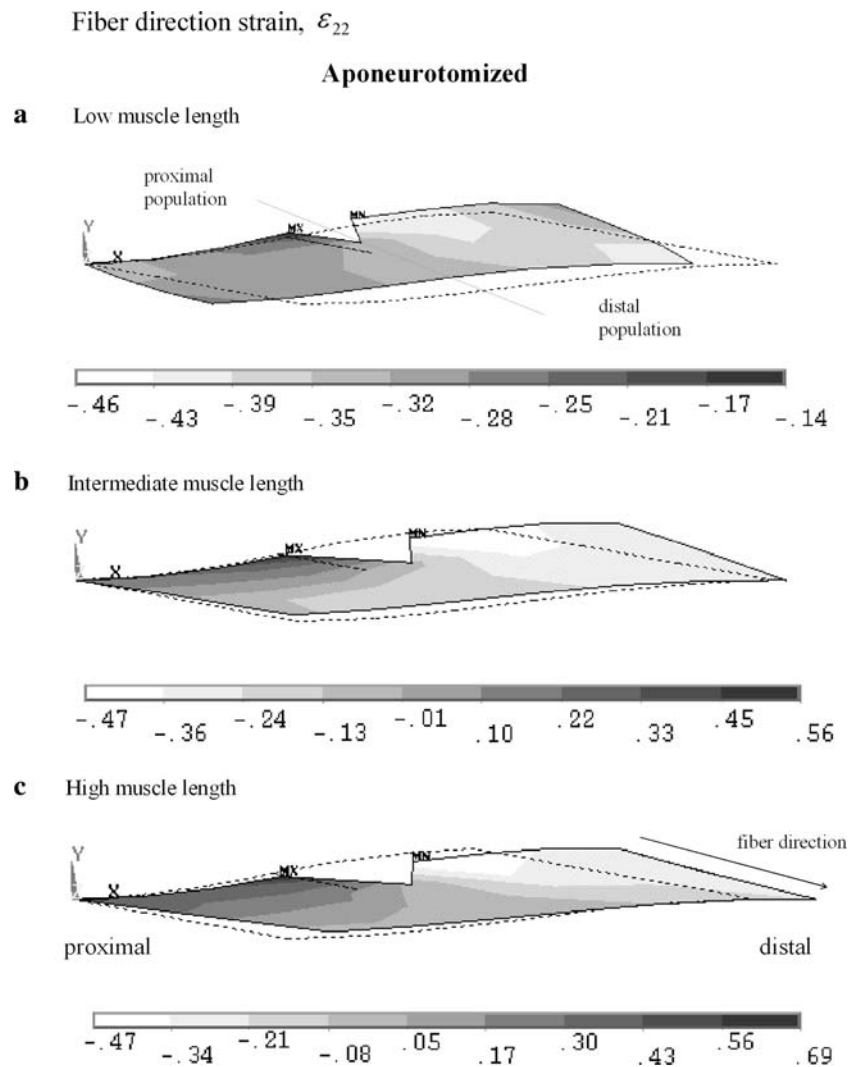 Fiber direction strain, ε22
Aponeurotomized
a Low muscle length
proximal
population
MX
MN
Y
X
distal
population
-.46 -.43 -.39 -.35 -.32 -.28 -.25 -.21 -.17 -.14
b Intermediate muscle length
Y
X
MX
MN
-.47 -.36 -.24 -.13 -.01 .10 .22 .33 .45 .56
c High muscle length
Y
X
MX
MN
fiber direction
proximal
distal
-.47 -.34 -.21 -.08 .05 .17 .30 .43 .56 .69